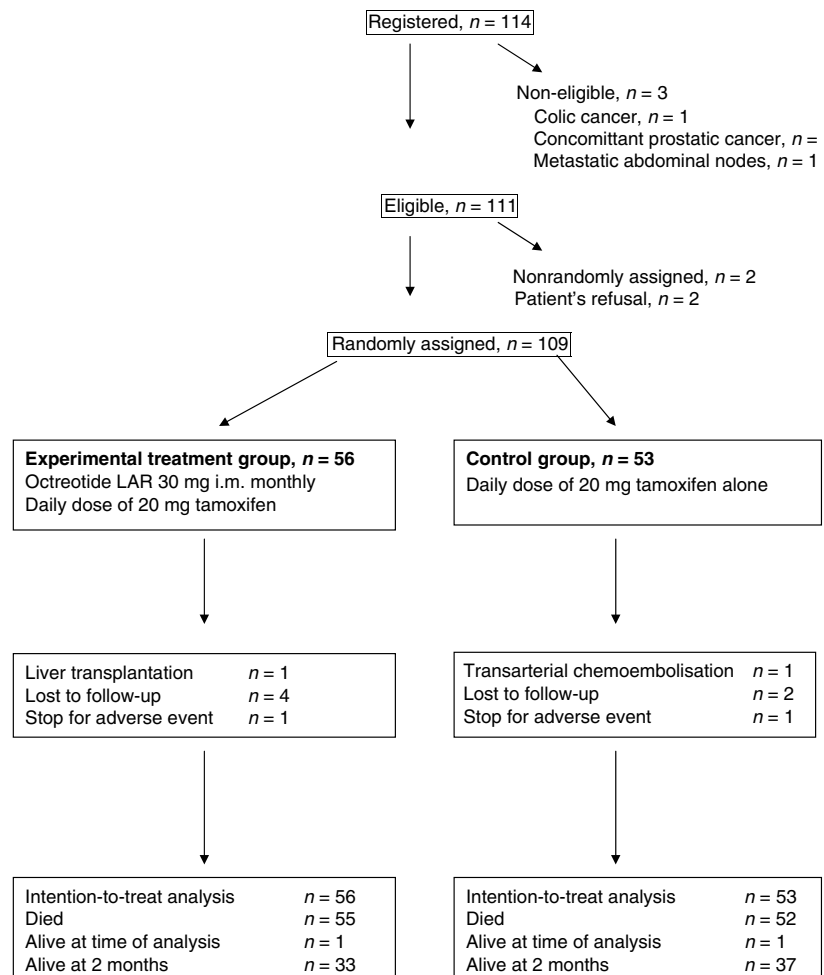 Registered, n = 114
Non-eligible, n = 3
Colic cancer, n = 1
Concomittant prostatic cancer, n =
Metastatic abdominal nodes, n = 1
Eligible, n = 111
Nonrandomly assigned, n = 2
Patient's refusal, n = 2
Randomly assigned, n = 109
Experimental treatment group, n = 56
Octreotide LAR 30 mg i.m. monthly
Daily dose of 20 mg tamoxifen
Control group, n = 53
Daily dose of 20 mg tamoxifen alone
Liver transplantation n = 1
Lost to follow-up n = 4
Stop for adverse event n = 1
Transarterial chemoembolisation n = 1
Lost to follow-up n = 2
Stop for adverse event n = 1
Intention-to-treat analysis n = 56
Died n = 55
Alive at time of analysis n = 1
Alive at 2 months n = 33
Intention-to-treat analysis n = 53
Died n = 52
Alive at time of analysis n = 1
Alive at 2 months n = 37